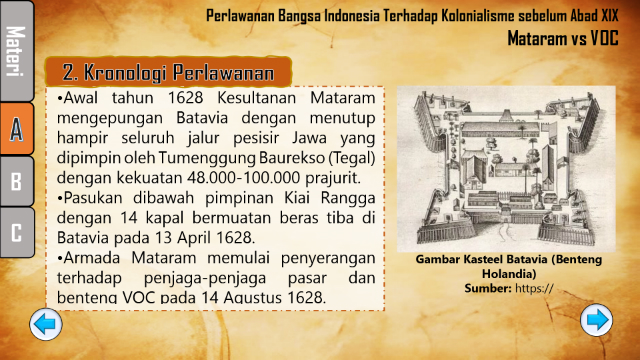 Perlawanan Bangsa Indonesia Terhadap Kolonialisme sebelum Abad XIX
Mataram vs VOC
Materi
A
B
C
2. Kronologi Perlawanan
•Awal tahun 1628 Kesultanan Mataram
mengepungan Batavia dengan menutup
hampir seluruh jalur pesisir Jawa yang
dipimpin oleh Tumenggung Baurekso (Tegal)
dengan kekuatan 48.000-100.000 prajurit.
•Pasukan dibawah pimpinan Kiai Rangga
dengan 14 kapal bermuatan beras tiba di
Batavia pada 13 April 1628.
•Armada Mataram memulai penyerangan
terhadap penjaga-penjaga pasar dan
benteng VOC pada 14 Agustus 1628.
Gambar Kasteel Batavia (Benteng
Holandia)
Sumber: https://